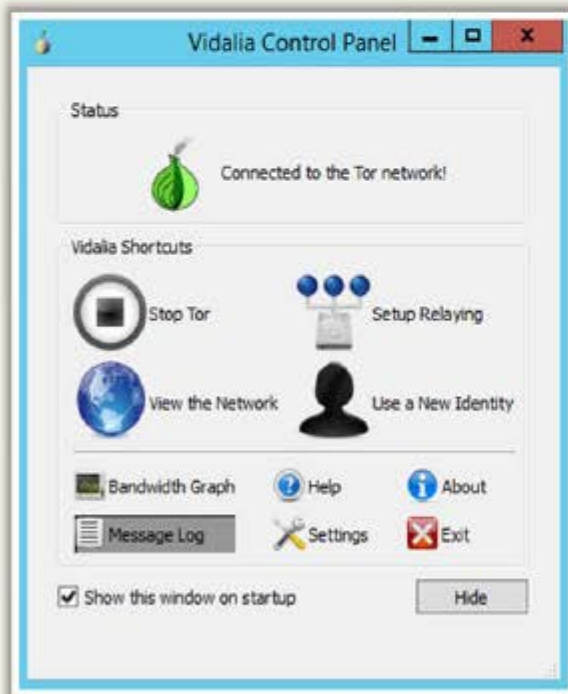 Vidalia Control Panel
Status
Connected to the Tor network!
Vidalia Shortcuts
Stop Tor Setup Relaying
View the Network Use a New Identity
Bandwidth Graph Help About
Message Log Settings Exit
Show this window on startup Hide